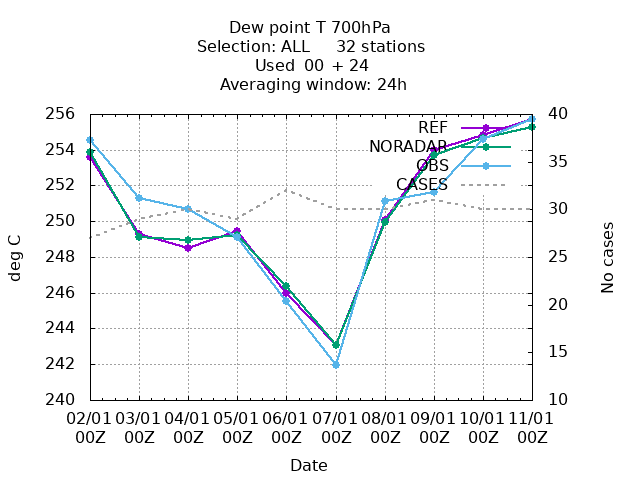 Dew point T 700hPa
Selection: ALL     32 stations
Used  00 + 24
Averaging window: 24h
256
254
252
250
248
246
244
242
240
deg C
40
35
30
25
20
15
10
No cases
REF
NORADAR
OBS
CASES
02/01 03/01 04/01 05/01 06/01 07/01 08/01 09/01 10/01 11/01
00Z 00Z 00Z 00Z 00Z 00Z 00Z 00Z 00Z 00Z
Date